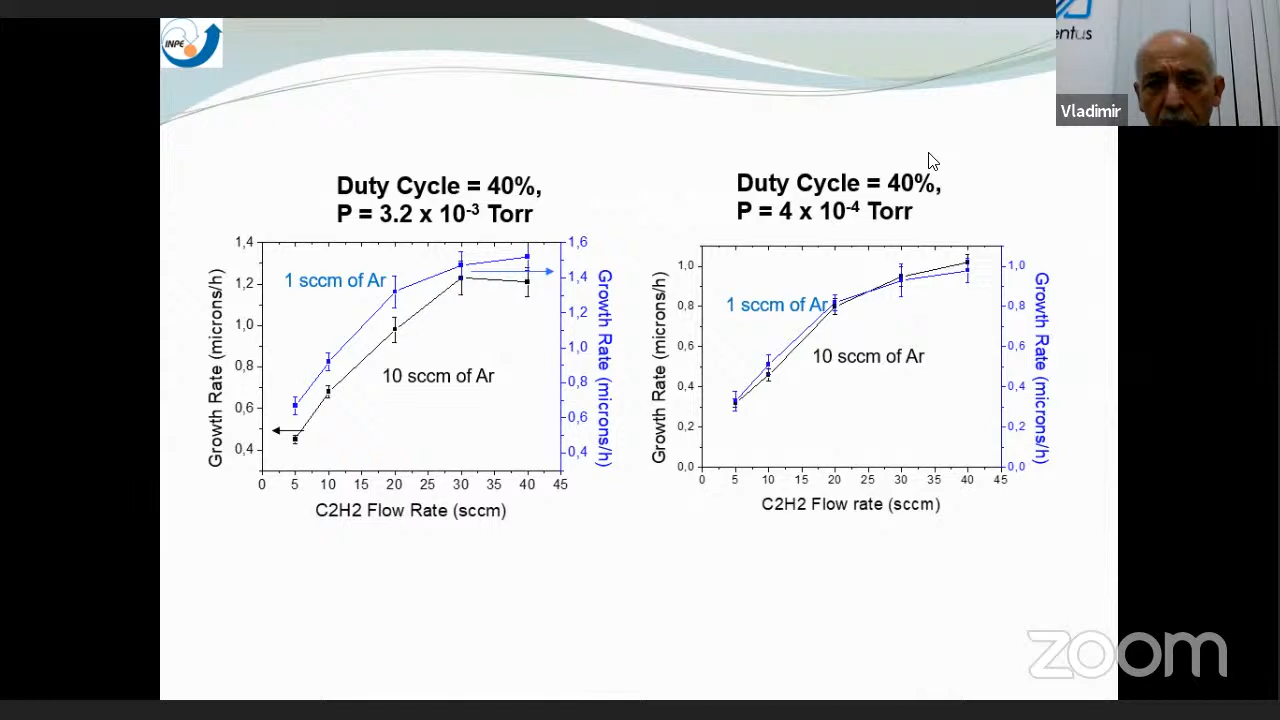 INPE
entus
Vladimir
Duty Cycle = 40%,
P = 3.2 x 10⁻³ Torr
Duty Cycle = 40%,
P = 4 x 10⁻⁴ Torr
1,4
1,2
1,0
0,8
0,6
0,4
Growth Rate (microns/h)
1 sccm of Ar
10 sccm of Ar
1,6
1,4
1,2
1,0
0,8
0,6
0,4
Growth Rate (microns/h)
0 5 10 15 20 25 30 35 40 45
C2H2 Flow Rate (sccm)
1,0
0,8
0,6
0,4
0,2
0,0
Growth Rate (microns/h)
1 sccm of Ar
10 sccm of Ar
1,0
0,8
0,6
0,4
0,2
0,0
Growth Rate (microns/h)
0 5 10 15 20 25 30 35 40 45
C2H2 Flow rate (sccm)
zoom